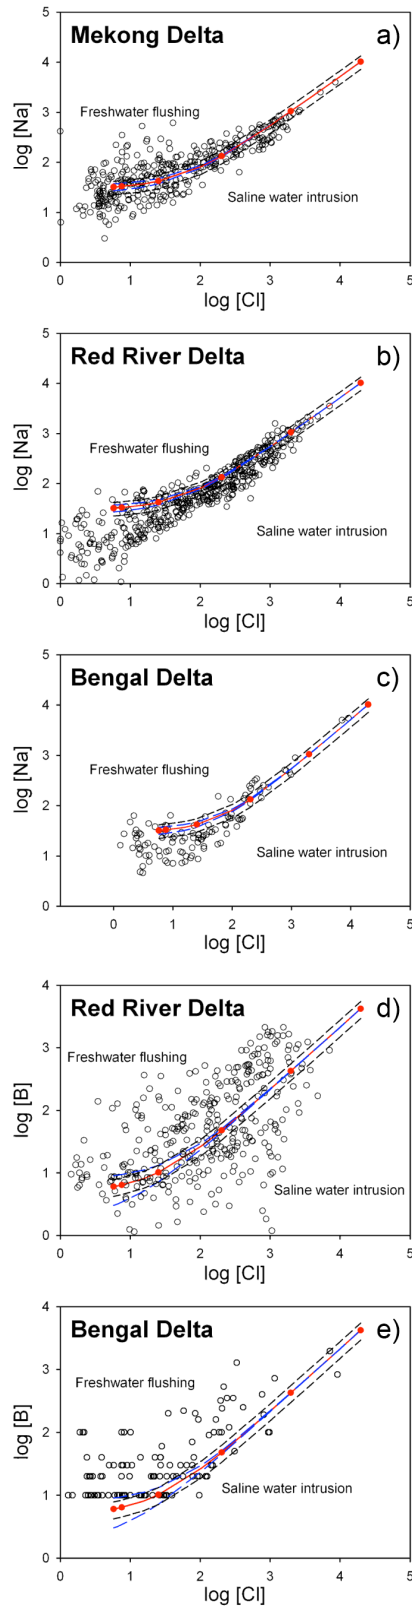 Mekong Delta a)
5
4
3
2
1
0
log [Na]
Freshwater flushing
Saline water intrusion
0 1 2 3 4 5
log [Cl]
Red River Delta b)
5
4
3
2
1
0
log [Na]
Freshwater flushing
Saline water intrusion
0 1 2 3 4 5
log [Cl]
Bengal Delta c)
5
4
3
2
1
0
log [Na]
Freshwater flushing
Saline water intrusion
0 1 2 3 4 5
log [Cl]
Red River Delta d)
4
3
2
1
0
log [B]
Freshwater flushing
Saline water intrusion
0 1 2 3 4 5
log [Cl]
Bengal Delta e)
4
3
2
1
0
log [B]
Freshwater flushing
Saline water intrusion
0 1 2 3 4 5
log [Cl]